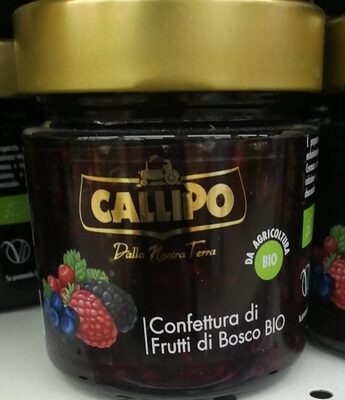 CALLIPO
Dalla Nostra Terra
DA AGRICOLTURA
BIO
Confettura di
Frutti di Bosco BIO